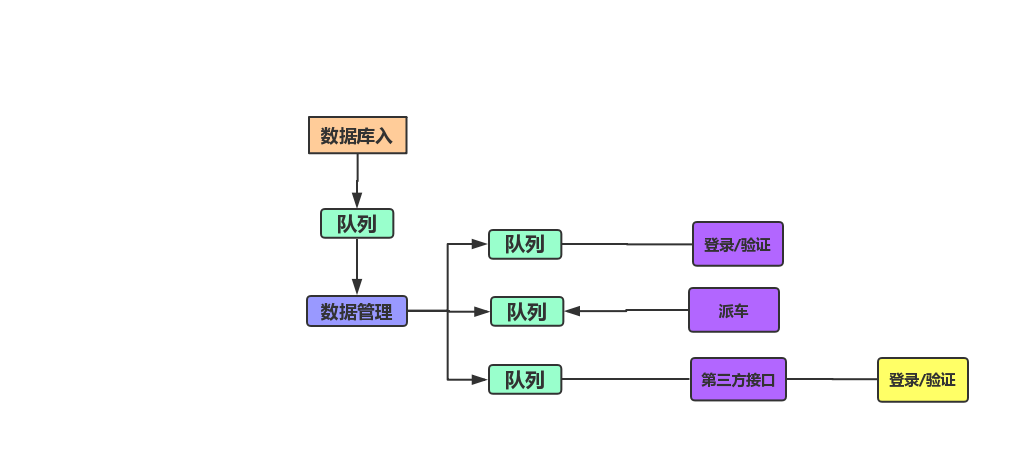 数据库入
队列
数据管理
队列
登录/验证
队列
派车
队列
第三方接口
登录/验证